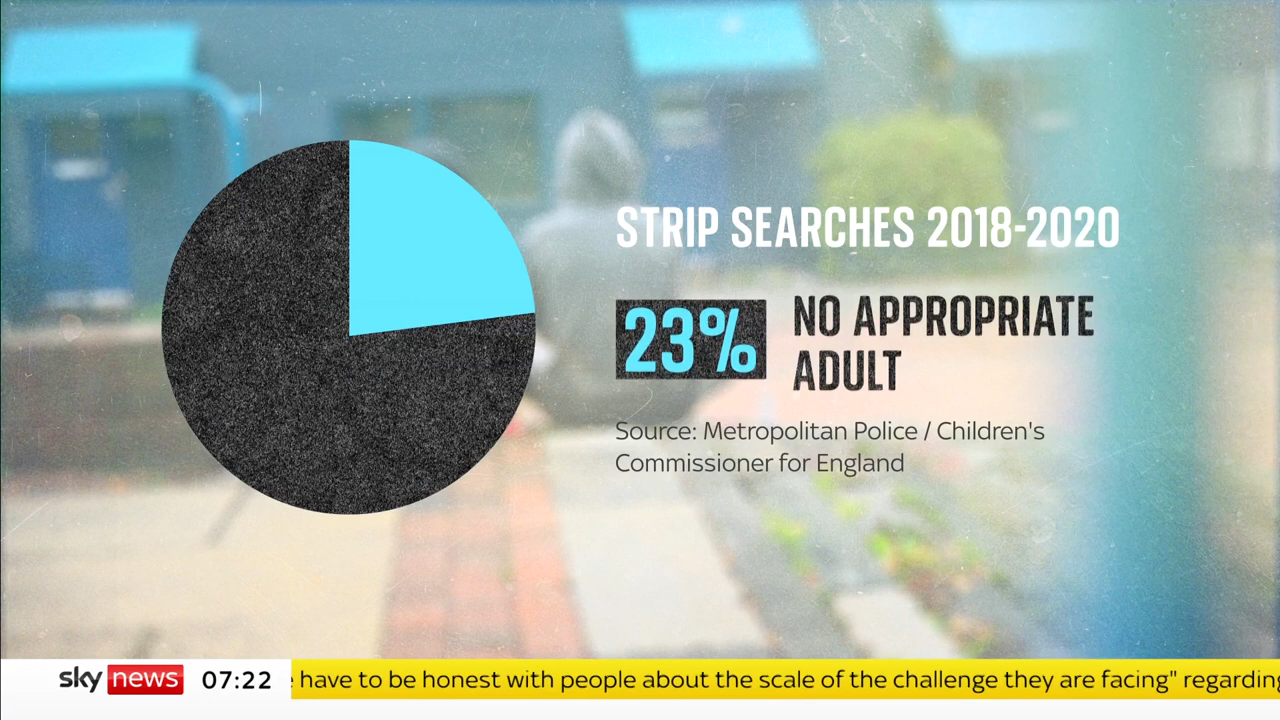 STRIP SEARCHES 2018-2020
23%
NO APPROPRIATE
ADULT
Source: Metropolitan Police / Children's
Commissioner for England
sky news 07:22 have to be honest with people about the scale of the challenge they are facing" regarding